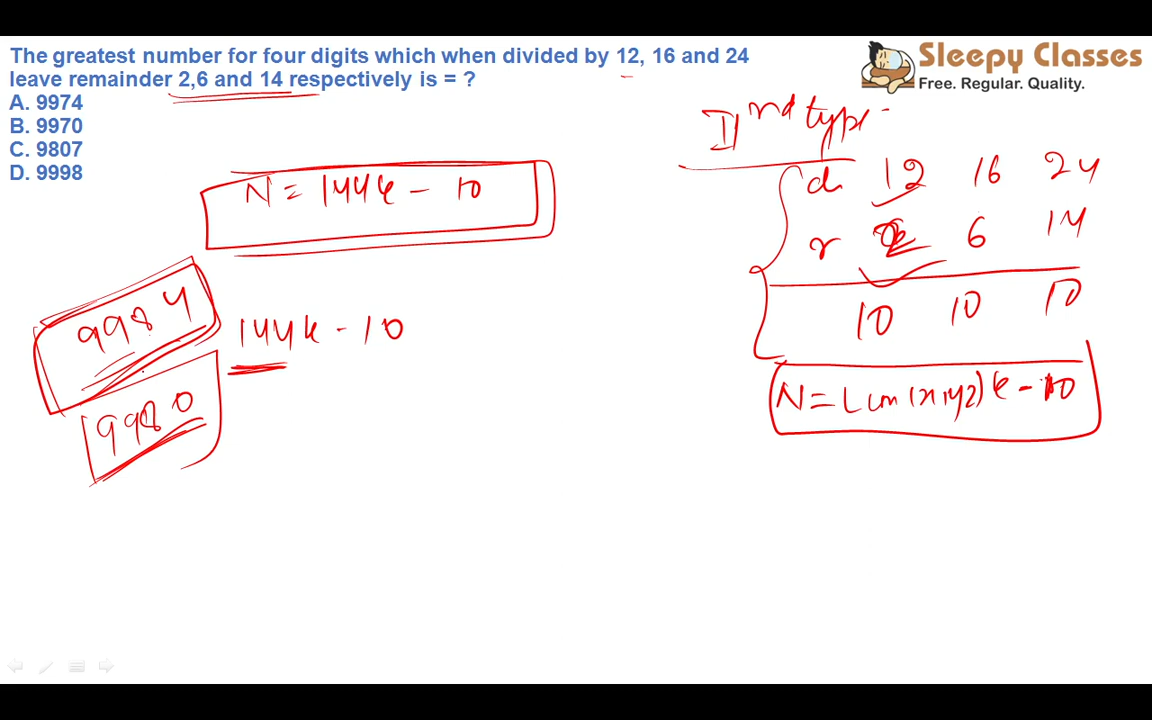 The greatest number for four digits which when divided by 12, 16 and 24
leave remainder 2,6 and 14 respectively is = ?
A. 9974
B. 9970
C. 9807
D. 9998
Sleepy Classes
Free. Regular. Quality.
IInd type -
d 12 16 24
r 2 6 14
10 10 10
N = Lcm (x, y, z) k - 10
N = 144k - 10
144k - 10
9984
9980